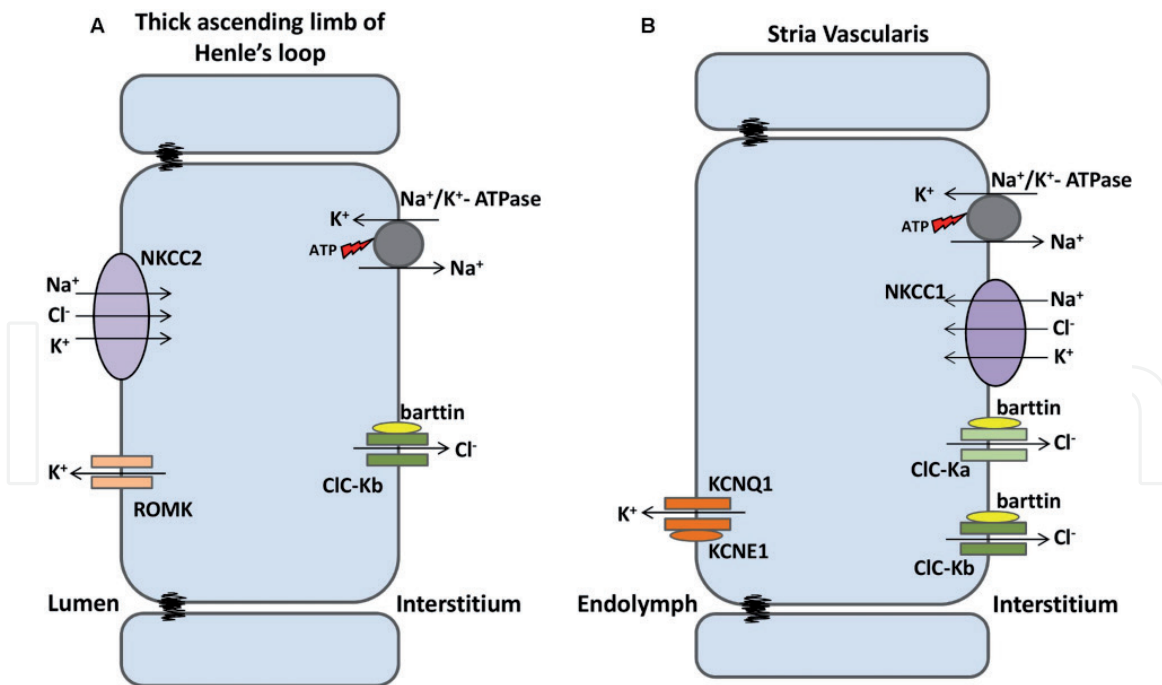 A
Thick ascending limb of
Henle's loop
Na⁺/K⁺- ATPase
K⁺
ATP
Na⁺
NKCC2
Na⁺
Cl⁻
K⁺
barttin
Cl⁻
ClC-Kb
K⁺
ROMK
Lumen
Interstitium
B
Stria Vascularis
Na⁺/K⁺- ATPase
K⁺
ATP
Na⁺
NKCC1
Na⁺
Cl⁻
K⁺
barttin
Cl⁻
ClC-Ka
KCNQ1
K⁺
KCNE1
barttin
Cl⁻
ClC-Kb
Endolymph
Interstitium